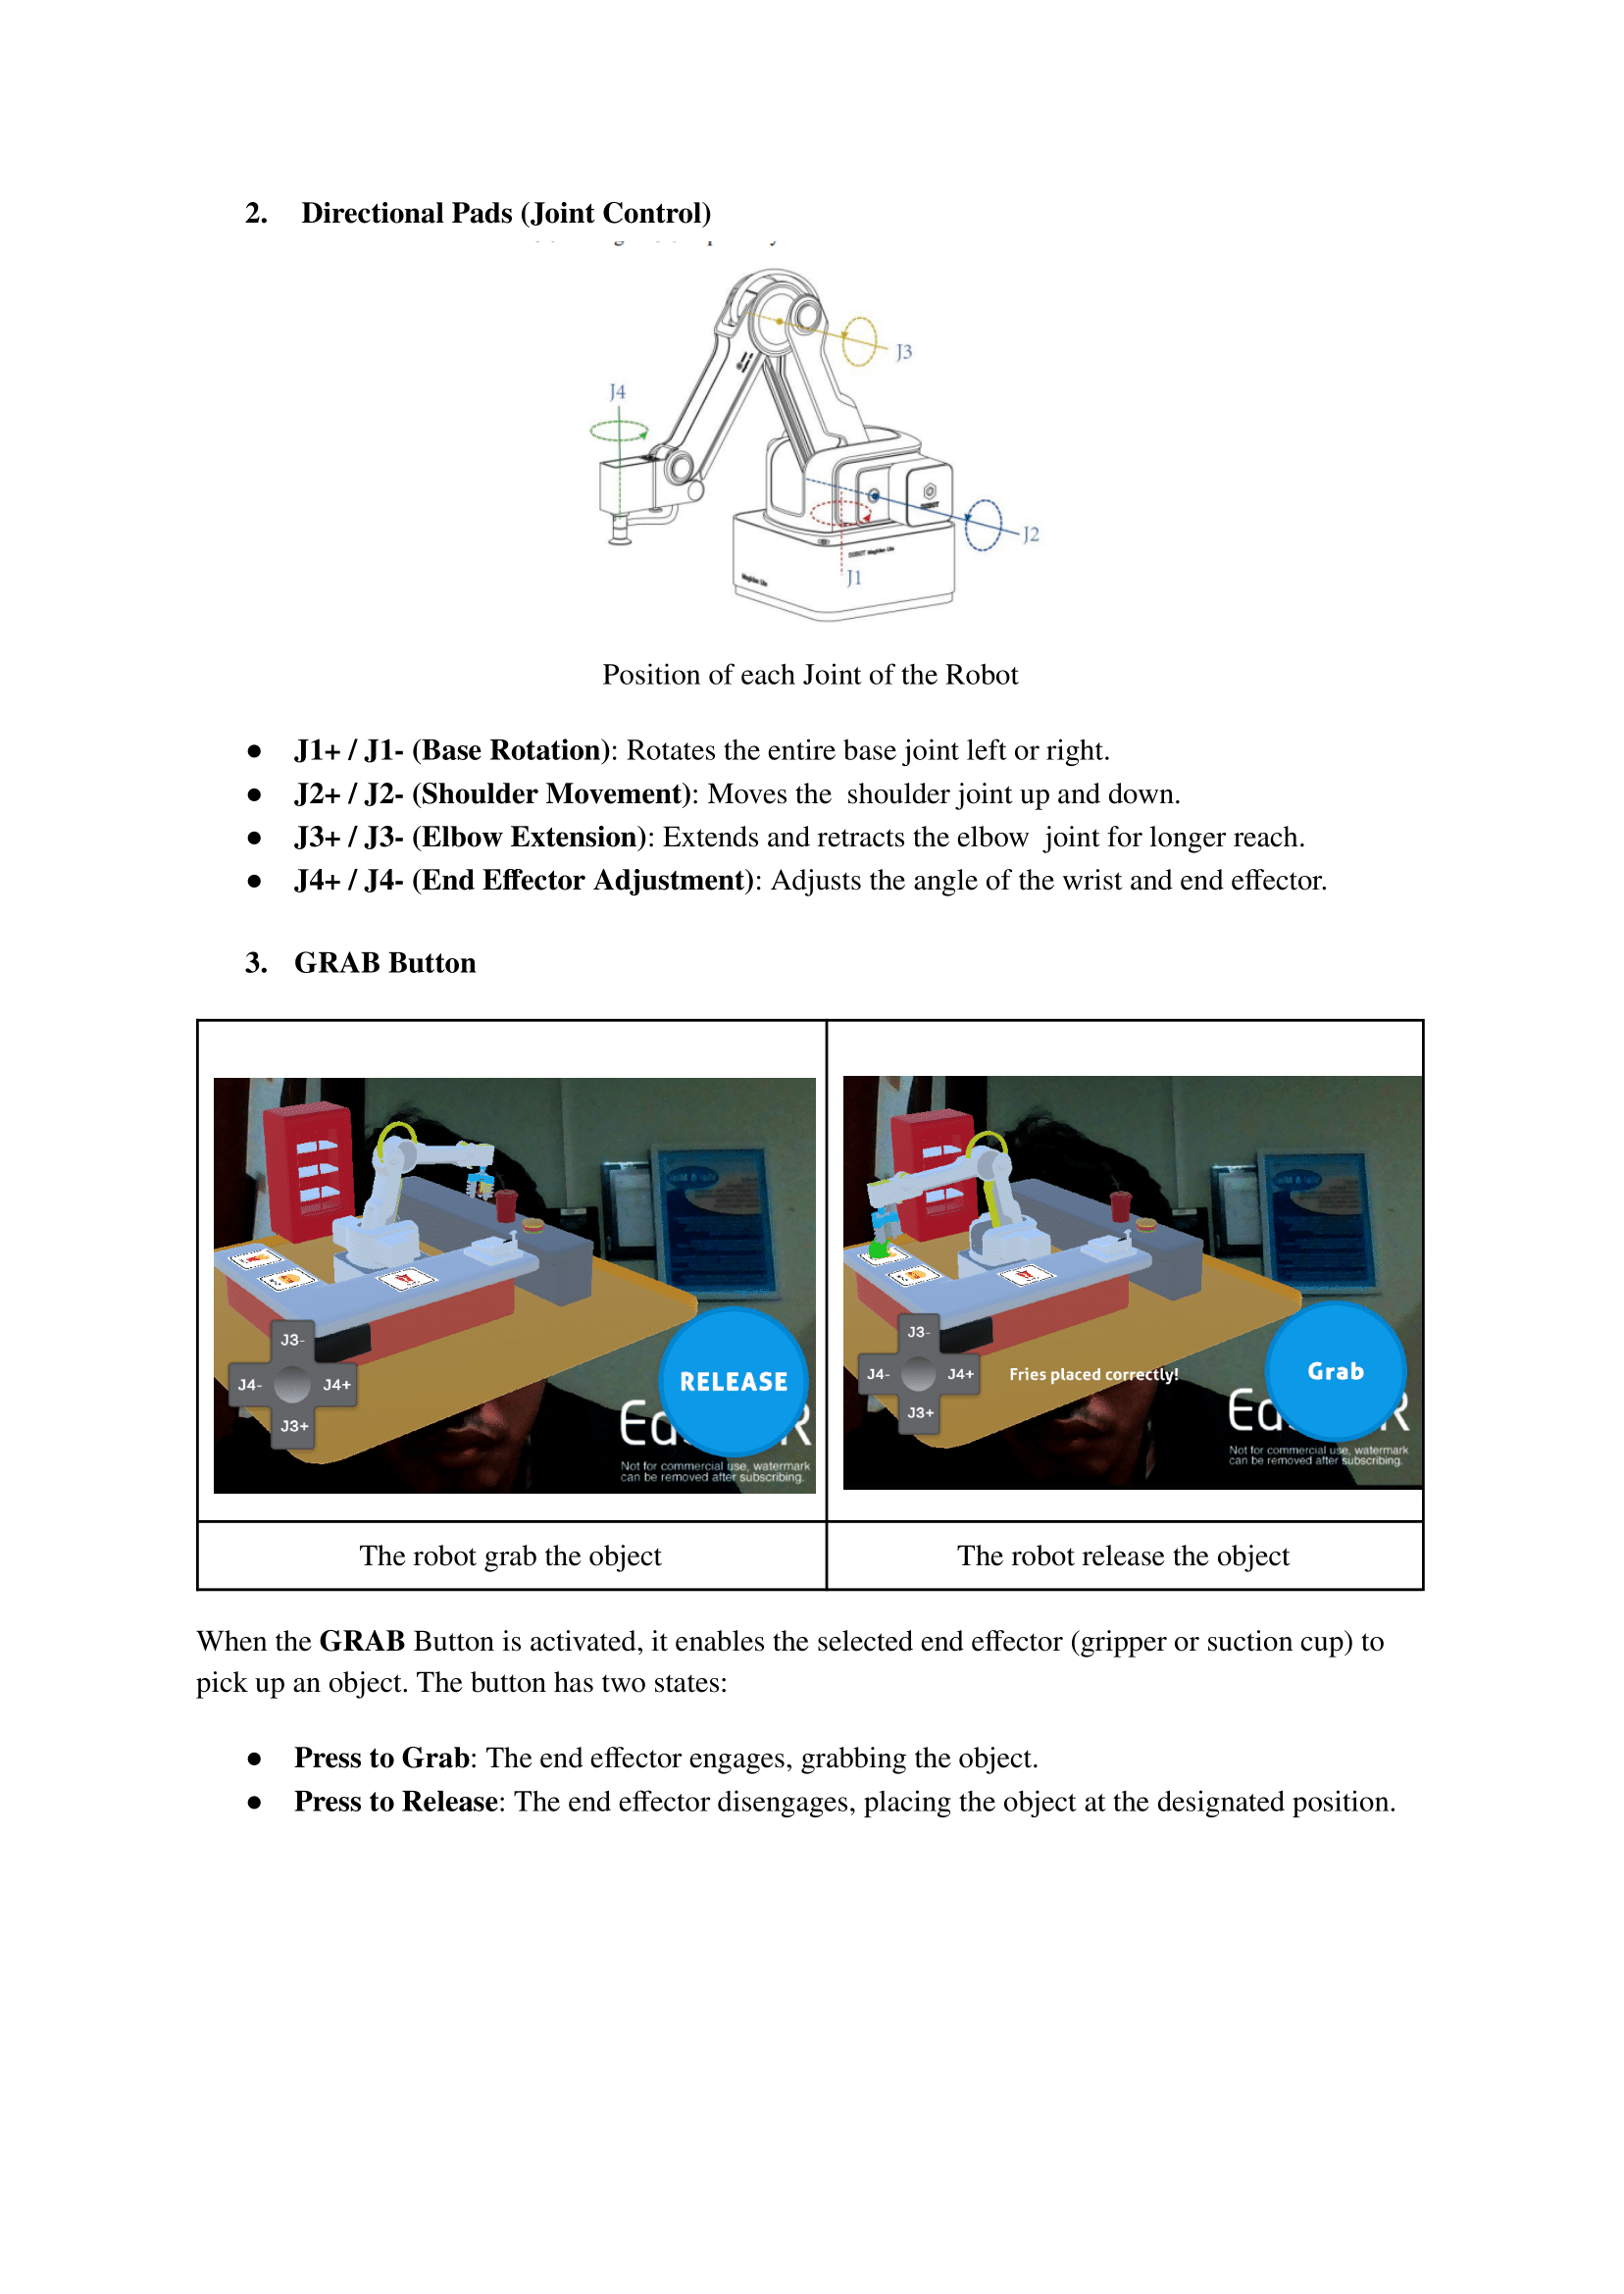 2. Directional Pads (Joint Control)
J3
J4
J2
J1
DOBOT
DOBOT Magician Lite
Magician Lite
Position of each Joint of the Robot
● J1+ / J1- (Base Rotation): Rotates the entire base joint left or right.
● J2+ / J2- (Shoulder Movement): Moves the  shoulder joint up and down.
● J3+ / J3- (Elbow Extension): Extends and retracts the elbow  joint for longer reach.
● J4+ / J4- (End Effector Adjustment): Adjusts the angle of the wrist and end effector.
3. GRAB Button
J3-
J4- J4+
J3+
RELEASE
Ea R
Not for commercial use, watermark
can be removed after subscribing.
J3-
J4- J4+
J3+
Fries placed correctly!
Grab
Ea R
Not for commercial use, watermark
can be removed after subscribing.
The robot grab the object
The robot release the object
When the GRAB Button is activated, it enables the selected end effector (gripper or suction cup) to
pick up an object. The button has two states:
● Press to Grab: The end effector engages, grabbing the object.
● Press to Release: The end effector disengages, placing the object at the designated position.